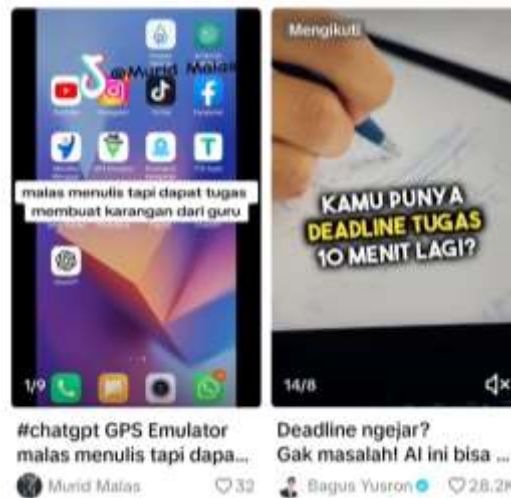 @Murid Malas
malas menulis tapi dapat tugas
membuat karangan dari guru
1/9
#chatgpt GPS Emulator
malas menulis tapi dapa...
Murid Malas
32
Mengikuti
KAMU PUNYA
DEADLINE TUGAS
10 MENIT LAGI?
14/8
Deadline ngejar?
Gak masalah! AI ini bisa ...
Bagus Yusron
28.2K